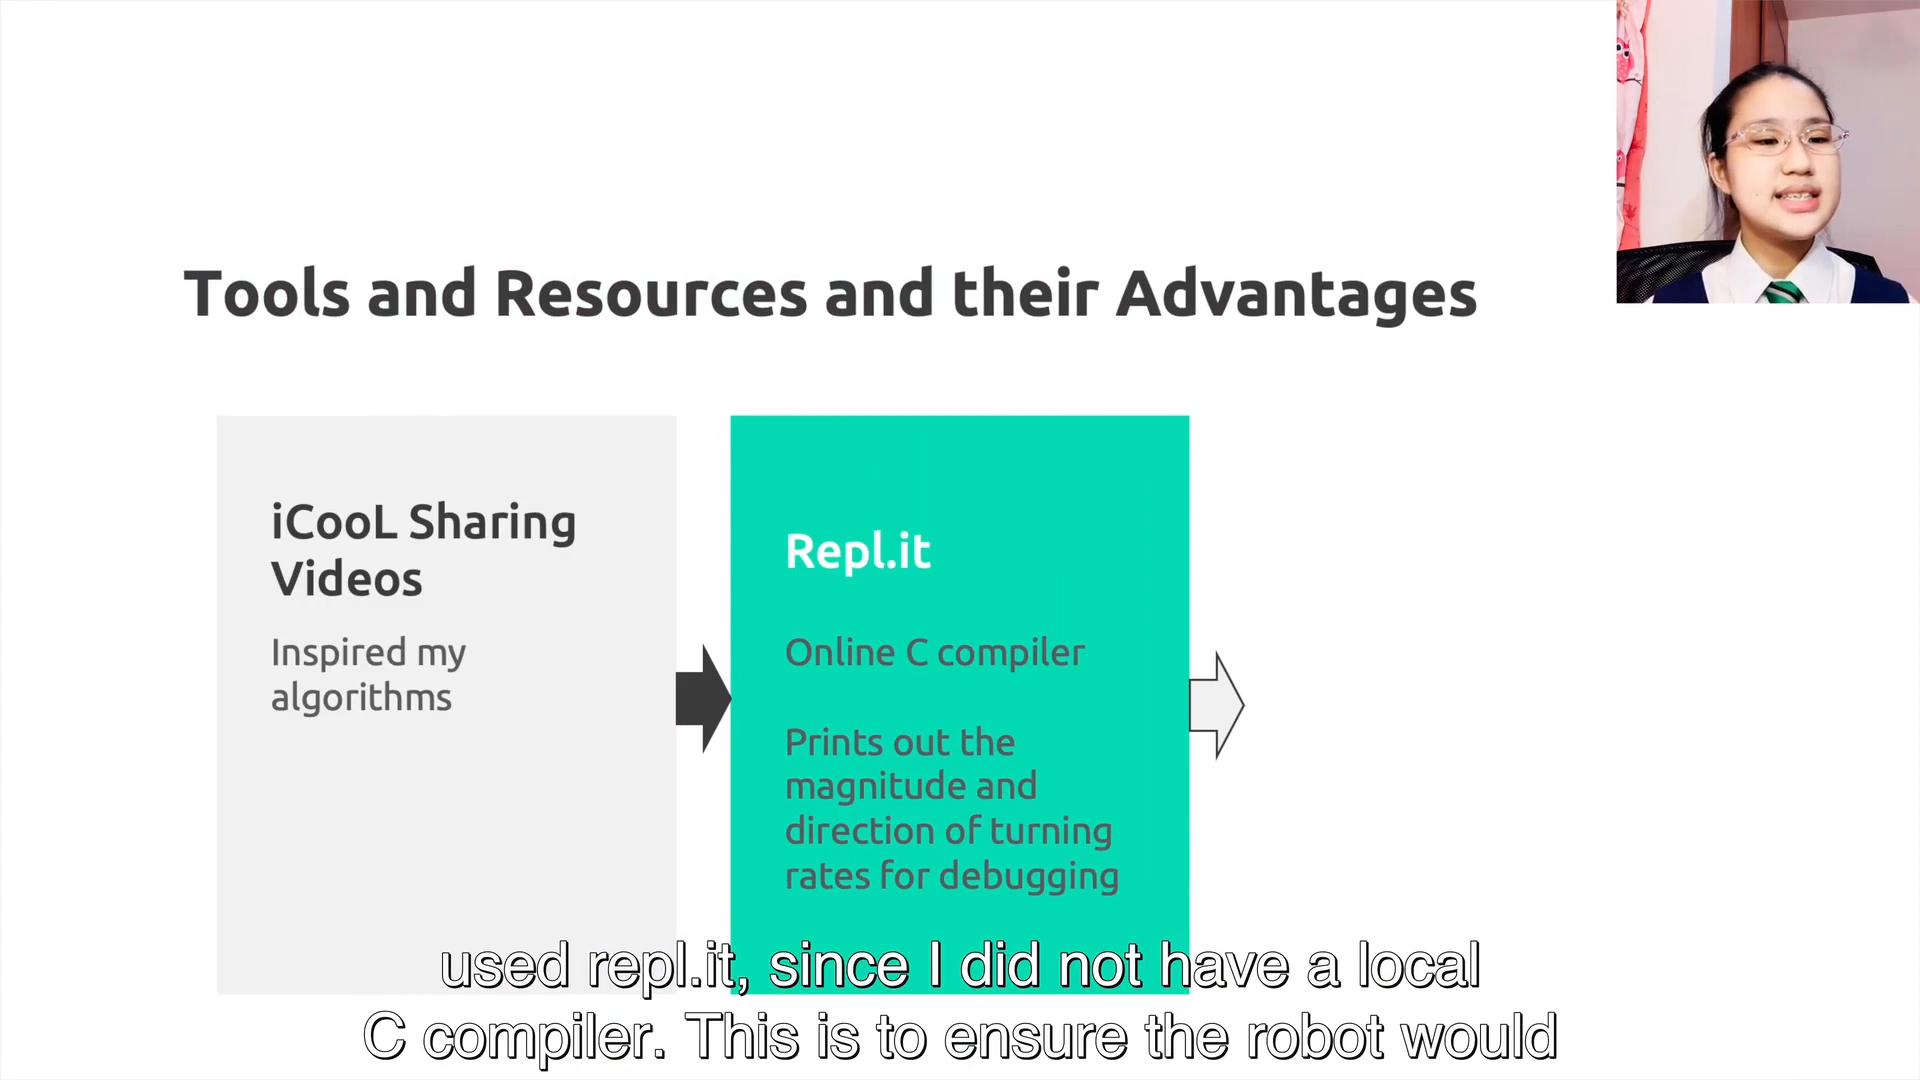 Tools and Resources and their Advantages
iCooL Sharing
Videos
Inspired my
algorithms
Repl.it
Online C compiler
Prints out the
magnitude and
direction of turning
rates for debugging
used repl.it, since I did not have a local
C compiler. This is to ensure the robot would